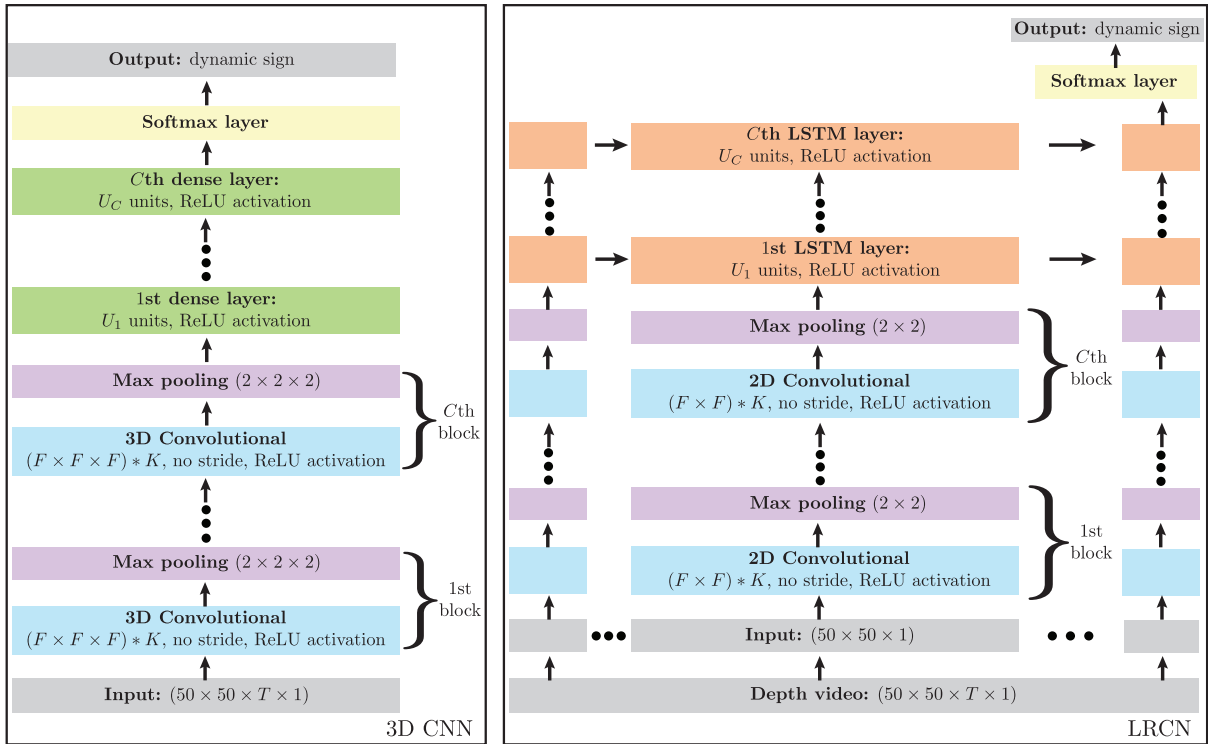 Output: dynamic sign
Softmax layer
Cth dense layer:
U_C units, ReLU activation
1st dense layer:
U_1 units, ReLU activation
Max pooling (2 × 2 × 2)
3D Convolutional
(F × F × F) ∗ K, no stride, ReLU activation
Cth
block
Max pooling (2 × 2 × 2)
3D Convolutional
(F × F × F) ∗ K, no stride, ReLU activation
1st
block
Input: (50 × 50 × T × 1)
3D CNN
Output: dynamic sign
Softmax layer
Cth LSTM layer:
U_C units, ReLU activation
1st LSTM layer:
U_1 units, ReLU activation
Max pooling (2 × 2)
2D Convolutional
(F × F) ∗ K, no stride, ReLU activation
Cth
block
Max pooling (2 × 2)
2D Convolutional
(F × F) ∗ K, no stride, ReLU activation
1st
block
Input: (50 × 50 × 1)
Depth video: (50 × 50 × T × 1)
LRCN